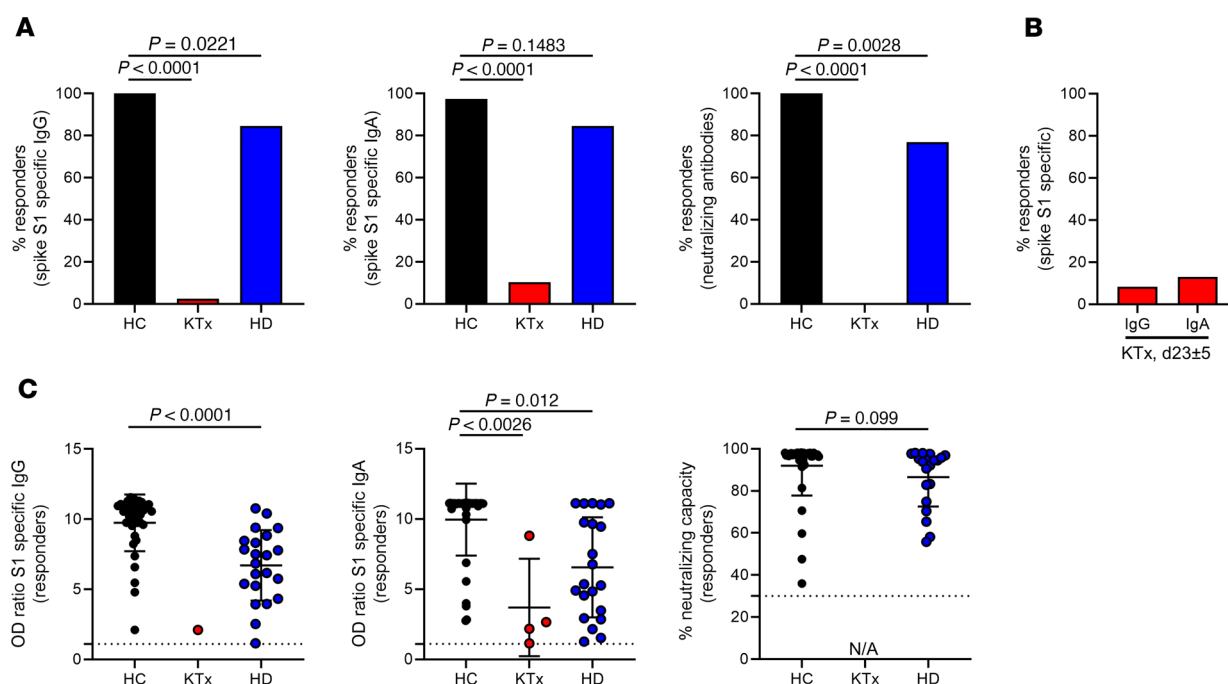 A
P = 0.0221
P < 0.0001
% responders
(spike S1 specific IgG)
100
80
60
40
20
0
HC KTx HD
P = 0.1483
P < 0.0001
% responders
(spike S1 specific IgA)
100
80
60
40
20
0
HC KTx HD
P = 0.0028
P < 0.0001
% responders
(neutralizing antibodies)
100
80
60
40
20
0
HC KTx HD
B
% responders
(spike S1 specific)
100
80
60
40
20
0
IgG IgA
KTx, d23±5
C
P < 0.0001
OD ratio S1 specific IgG
(responders)
15
10
5
0
HC KTx HD
P = 0.012
P < 0.0026
OD ratio S1 specific IgA
(responders)
15
10
5
0
HC KTx HD
P = 0.099
% neutralizing capacity
(responders)
100
80
60
40
20
0
N/A
HC KTx HD